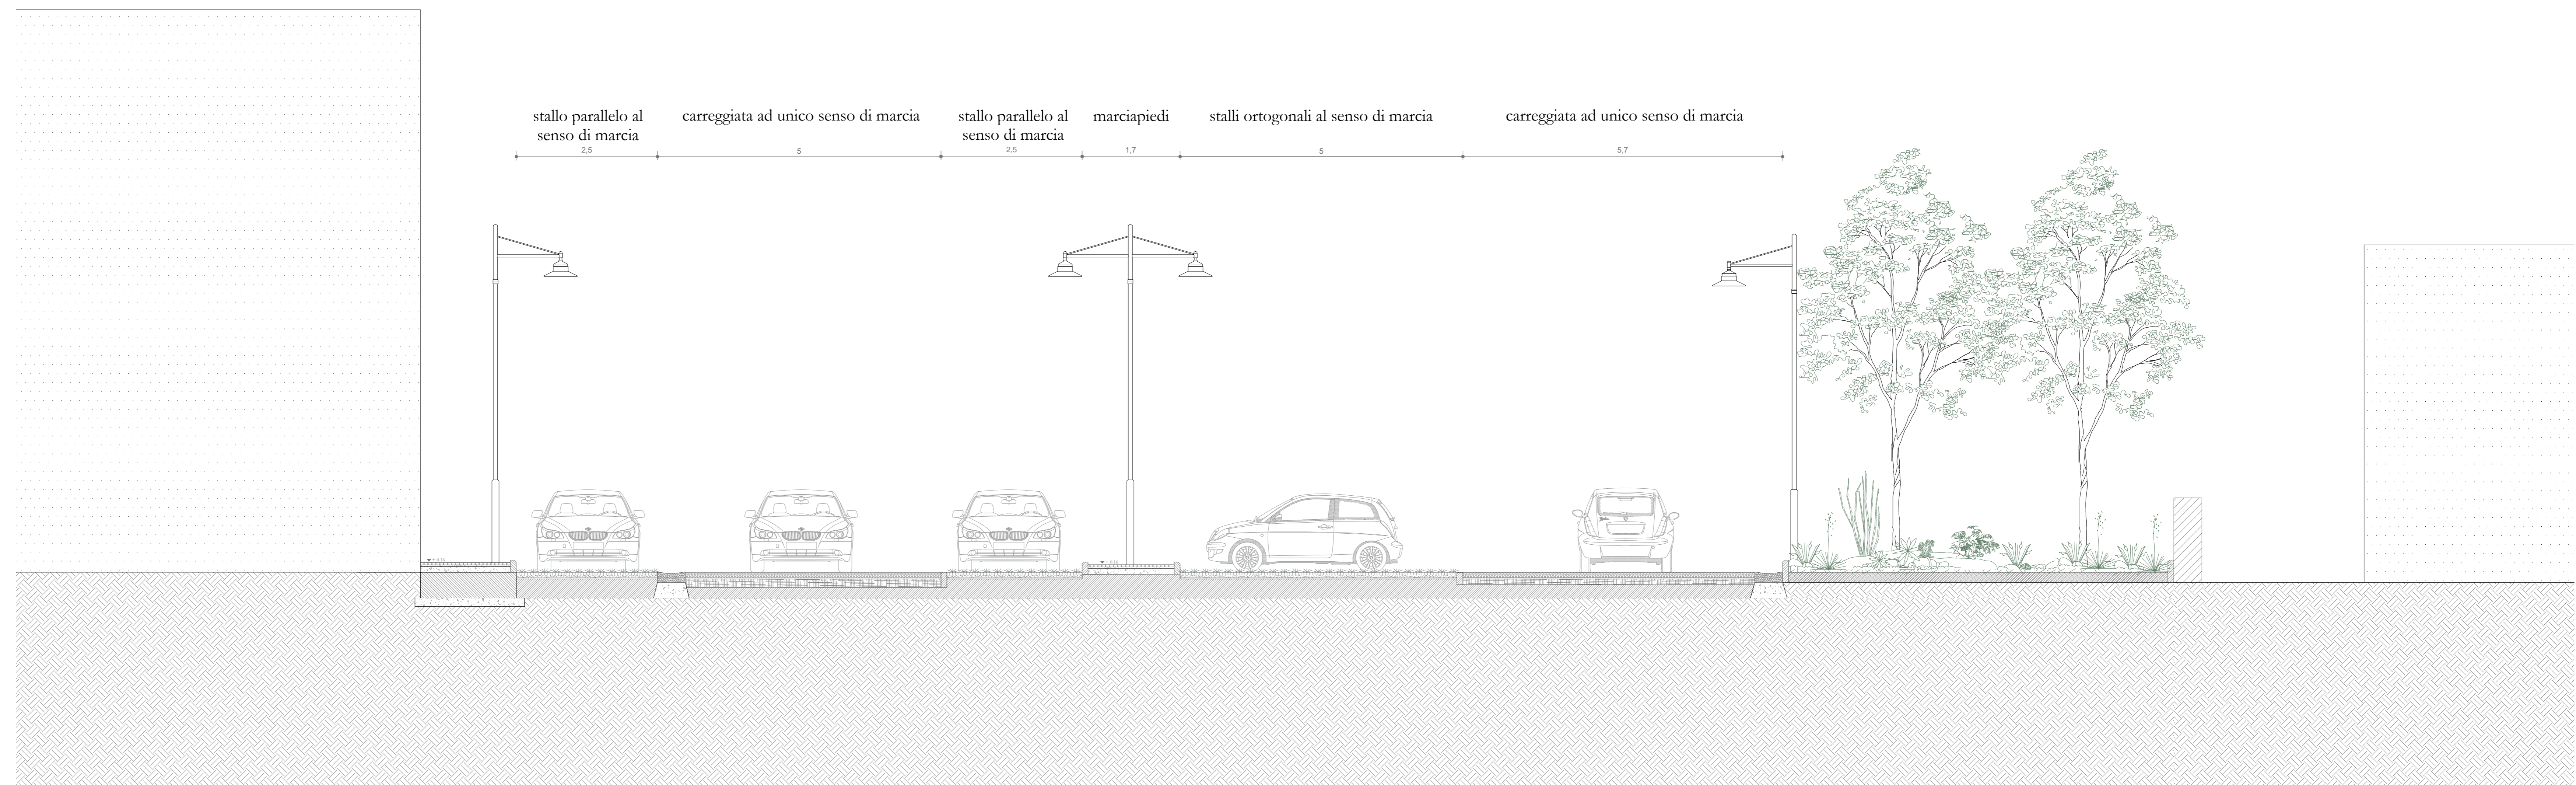 stallo parallelo al
senso di marcia
carreggiata ad unico senso di marcia
stallo parallelo al
senso di marcia
marciapiedi
stalli ortogonali al senso di marcia
carreggiata ad unico senso di marcia
2,5
5
2,5
1,7
5
5,7